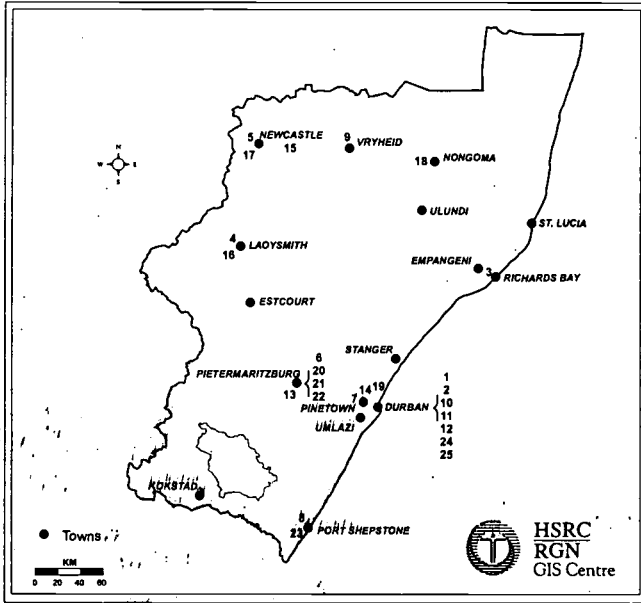 N
W E
S
5 NEWCASTLE
17 15
9 VRYHEID
18 NONGOMA
ULUNDI
ST. LUCIA
4
16 LADYSMITH
EMPANGENI
3 RICHARDS BAY
ESTCOURT
STANGER
PIETERMARITZBURG
13
6
20
21
22
14 19
7
PINETOWN
UMLAZI
DURBAN
1
2
10
11
12
24
25
KOKSTAD
8
23 PORT SHEPSTONE
Towns
KM
0 20 40 60
HSRC
RGN
GIS Centre